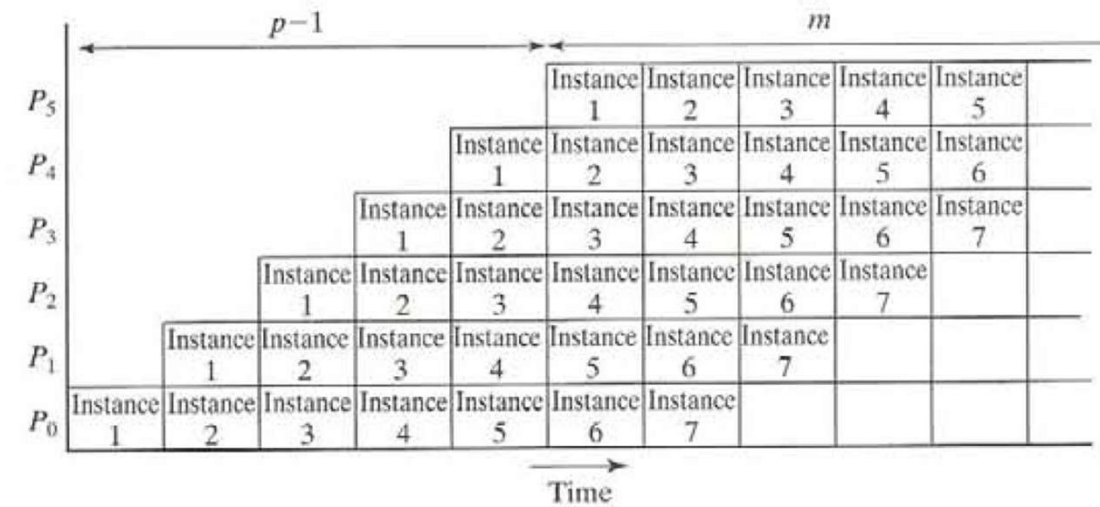 p−1 m
P5 Instance Instance Instance Instance Instance
1 2 3 4 5
P4 Instance Instance Instance Instance Instance Instance
1 2 3 4 5 6
P3 Instance Instance Instance Instance Instance Instance Instance
1 2 3 4 5 6 7
P2 Instance Instance Instance Instance Instance Instance Instance
1 2 3 4 5 6 7
P1 Instance Instance Instance Instance Instance Instance Instance
1 2 3 4 5 6 7
P0 Instance Instance Instance Instance Instance Instance Instance
1 2 3 4 5 6 7
Time